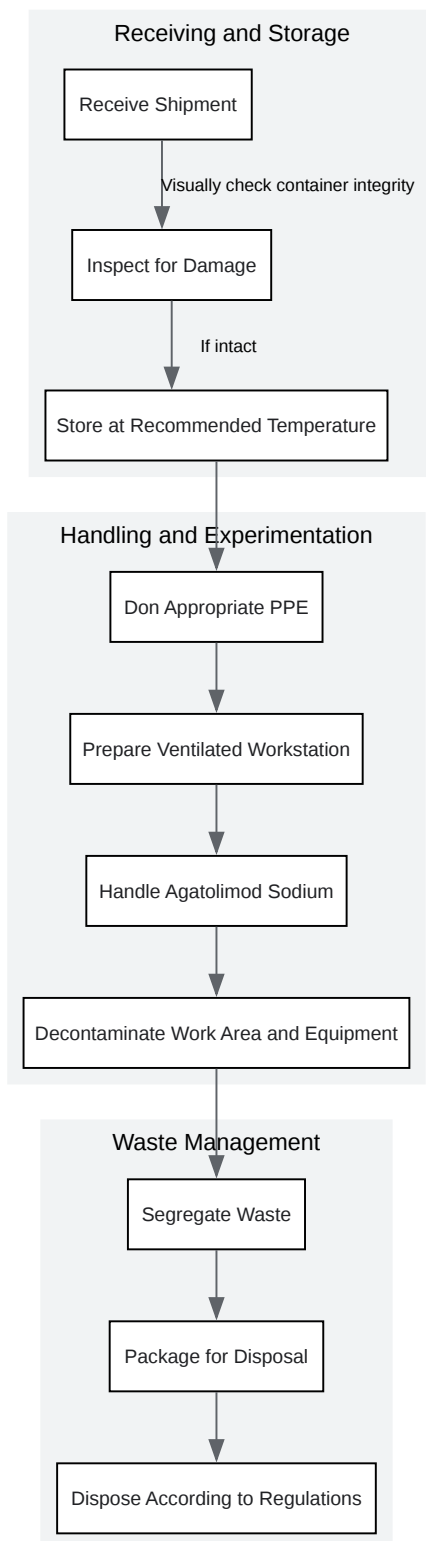 Receiving and Storage
Receive Shipment
Visually check container integrity
Inspect for Damage
If intact
Store at Recommended Temperature
Handling and Experimentation
Don Appropriate PPE
Prepare Ventilated Workstation
Handle Agatolimod Sodium
Decontaminate Work Area and Equipment
Waste Management
Segregate Waste
Package for Disposal
Dispose According to Regulations